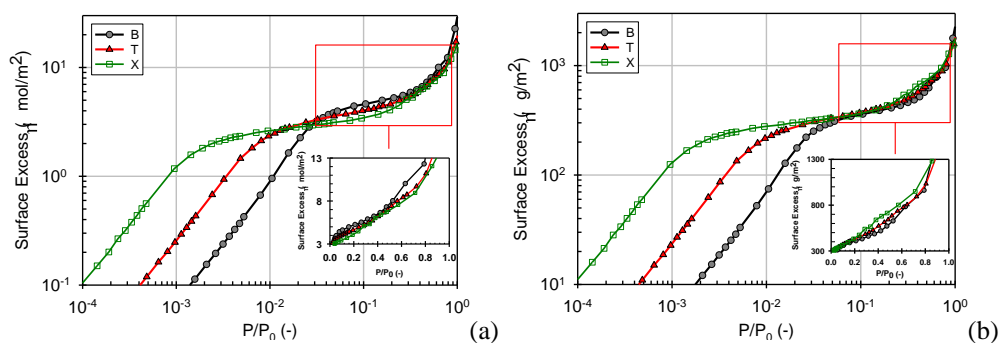 B
T
X
Surface Excess mol/m²
10¹
10⁰
10⁻¹
10⁻⁴ 10⁻³ 10⁻² 10⁻¹ 10⁰
P/P₀ (-)
Surface Excess, mol/m²)
13
8
3
0.0 0.2 0.4 0.6 0.8 1.0
P/P₀ (-)
(a)
B
T
X
Surface Excess g/m²)
10³
10²
10¹
10⁻⁴ 10⁻³ 10⁻² 10⁻¹ 10⁰
P/P₀ (-)
Surface Excess, g/m²)
1300
800
300
0.0 0.2 0.4 0.6 0.8 1.0
P/P₀ (-)
(b)